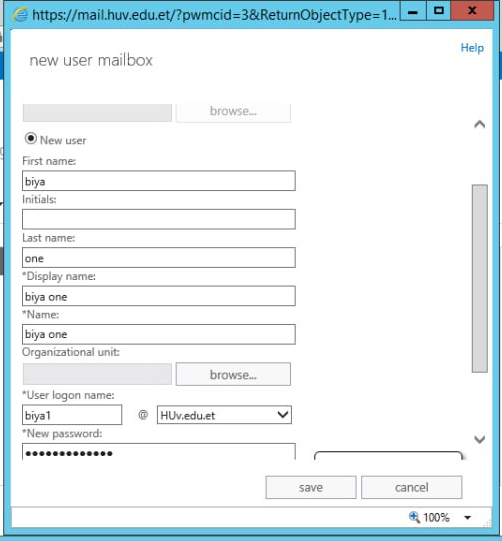 https://mail.huv.edu.et/?pwmcid=3&ReturnObjectType=1...
Help
new user mailbox
browse...
New user
First name:
biya
Initials:
Last name:
one
*Display name:
biya one
*Name:
biya one
Organizational unit:
browse...
*User logon name:
biya1 @ HUv.edu.et
*New password:
•••••••••••••
save cancel
100%